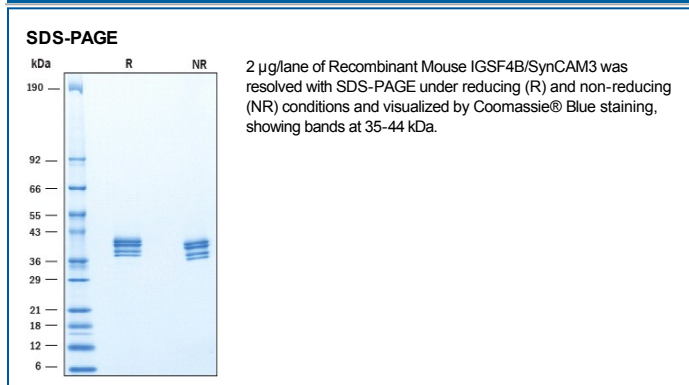 SDS-PAGE
kDa R NR
190
92
66
55
43
36
29
21
18
12
6
2 µg/lane of Recombinant Mouse IGSF4B/SynCAM3 was
resolved with SDS-PAGE under reducing (R) and non-reducing
(NR) conditions and visualized by Coomassie® Blue staining,
showing bands at 35-44 kDa.